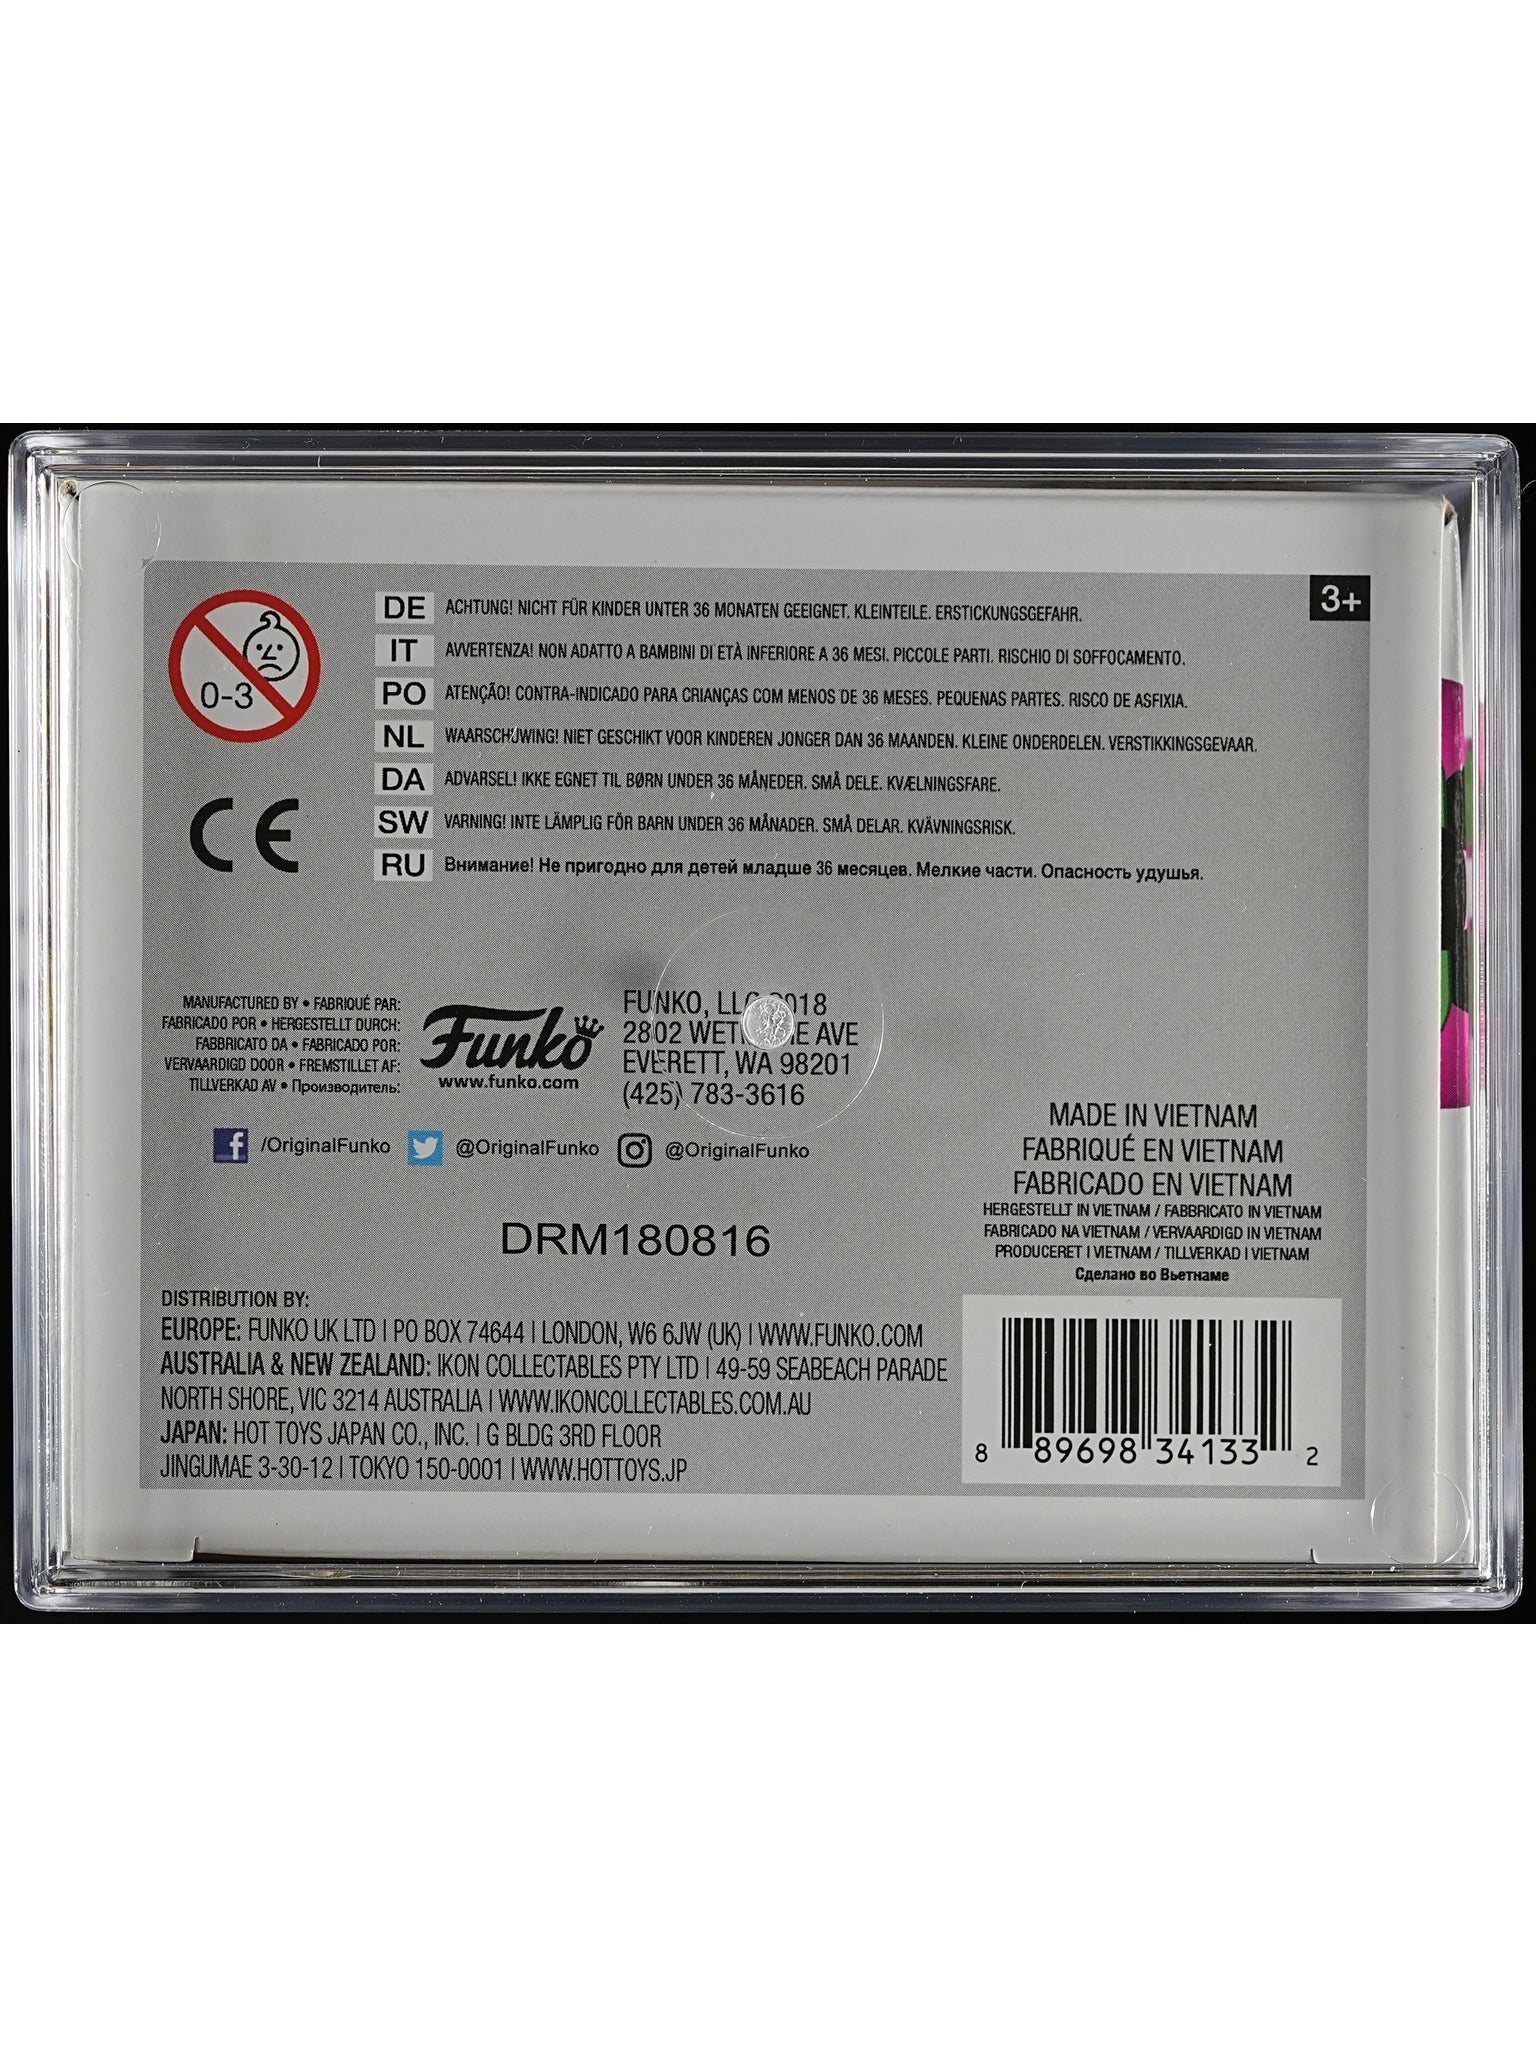 3+
0-3
DE ACHTUNG! NICHT FÜR KINDER UNTER 36 MONATEN GEEIGNET. KLEINTEILE. ERSTICKUNGSGEFAHR.
IT AVVERTENZA! NON ADATTO A BAMBINI DI ETÀ INFERIORE A 36 MESI. PICCOLE PARTI. RISCHIO DI SOFFOCAMENTO.
PO ATENÇÃO! CONTRA-INDICADO PARA CRIANÇAS COM MENOS DE 36 MESES. PEQUENAS PARTES. RISCO DE ASFIXIA.
NL WAARSCHUWING! NIET GESCHIKT VOOR KINDEREN JONGER DAN 36 MAANDEN. KLEINE ONDERDELEN. VERSTIKKINGSGEVAAR.
DA ADVARSEL! IKKE EGNET TIL BØRN UNDER 36 MÅNEDER. SMÅ DELE. KVÆLNINGSFARE.
SW VARNING! INTE LÄMPLIG FÖR BARN UNDER 36 MÅNADER. SMÅ DELAR. KVÄVNINGSRISK.
RU Внимание! Не пригодно для детей младше 36 месяцев. Мелкие части. Опасность удушья.
CE
MANUFACTURED BY • FABRIQUÉ PAR:
FABRICADO POR • HERGESTELLT DURCH:
FABBRICATO DA • FABRICADO POR:
VERVAARDIGD DOOR • FREMSTILLET AF:
TILLVERKAD AV • Производитель:
Funko
www.funko.com
FUNKO, LLC 2018
2802 AVE
EVERETT, WA 98201
(425) 783-3616
/OriginalFunko @OriginalFunko @OriginalFunko
DRM180816
MADE IN VIETNAM
FABRIQUÉ EN VIETNAM
FABRICADO EN VIETNAM
HERGESTELLT IN VIETNAM / FABBRICATO IN VIETNAM
FABRICADO NA VIETNAM / VERVAARDIGD IN VIETNAM
PRODUCERET I VIETNAM / TILLVERKAD I VIETNAM
Сделано во Вьетнаме
DISTRIBUTION BY:
EUROPE: FUNKO UK LTD | PO BOX 74644 | LONDON, W6 6JW (UK) | WWW.FUNKO.COM
AUSTRALIA & NEW ZEALAND: IKON COLLECTABLES PTY LTD | 49-59 SEABEACH PARADE
NORTH SHORE, VIC 3214 AUSTRALIA | WWW.IKONCOLLECTABLES.COM.AU
JAPAN: HOT TOYS JAPAN CO., INC. | G BLDG 3RD FLOOR
JINGUMAE 3-30-12 | TOKYO 150-0001 | WWW.HOTTOYS.JP
8 89698 34133 2